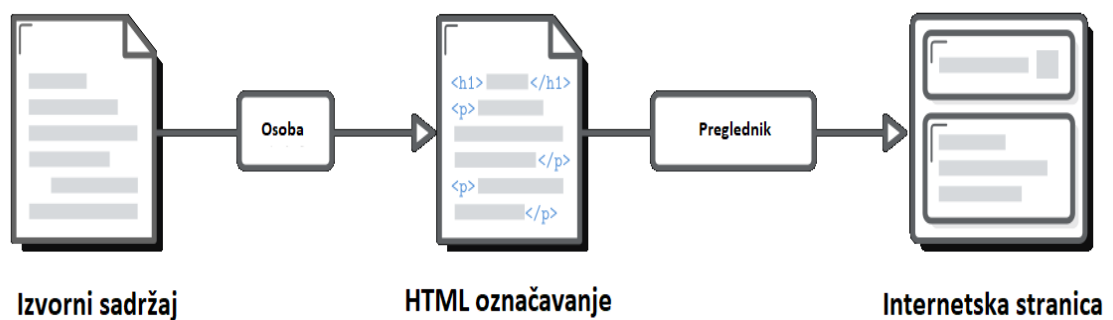 <h1> </h1>
<p>
</p>
<p>
</p>
Osoba
Preglednik
Izvorni sadržaj
HTML označavanje
Internetska stranica